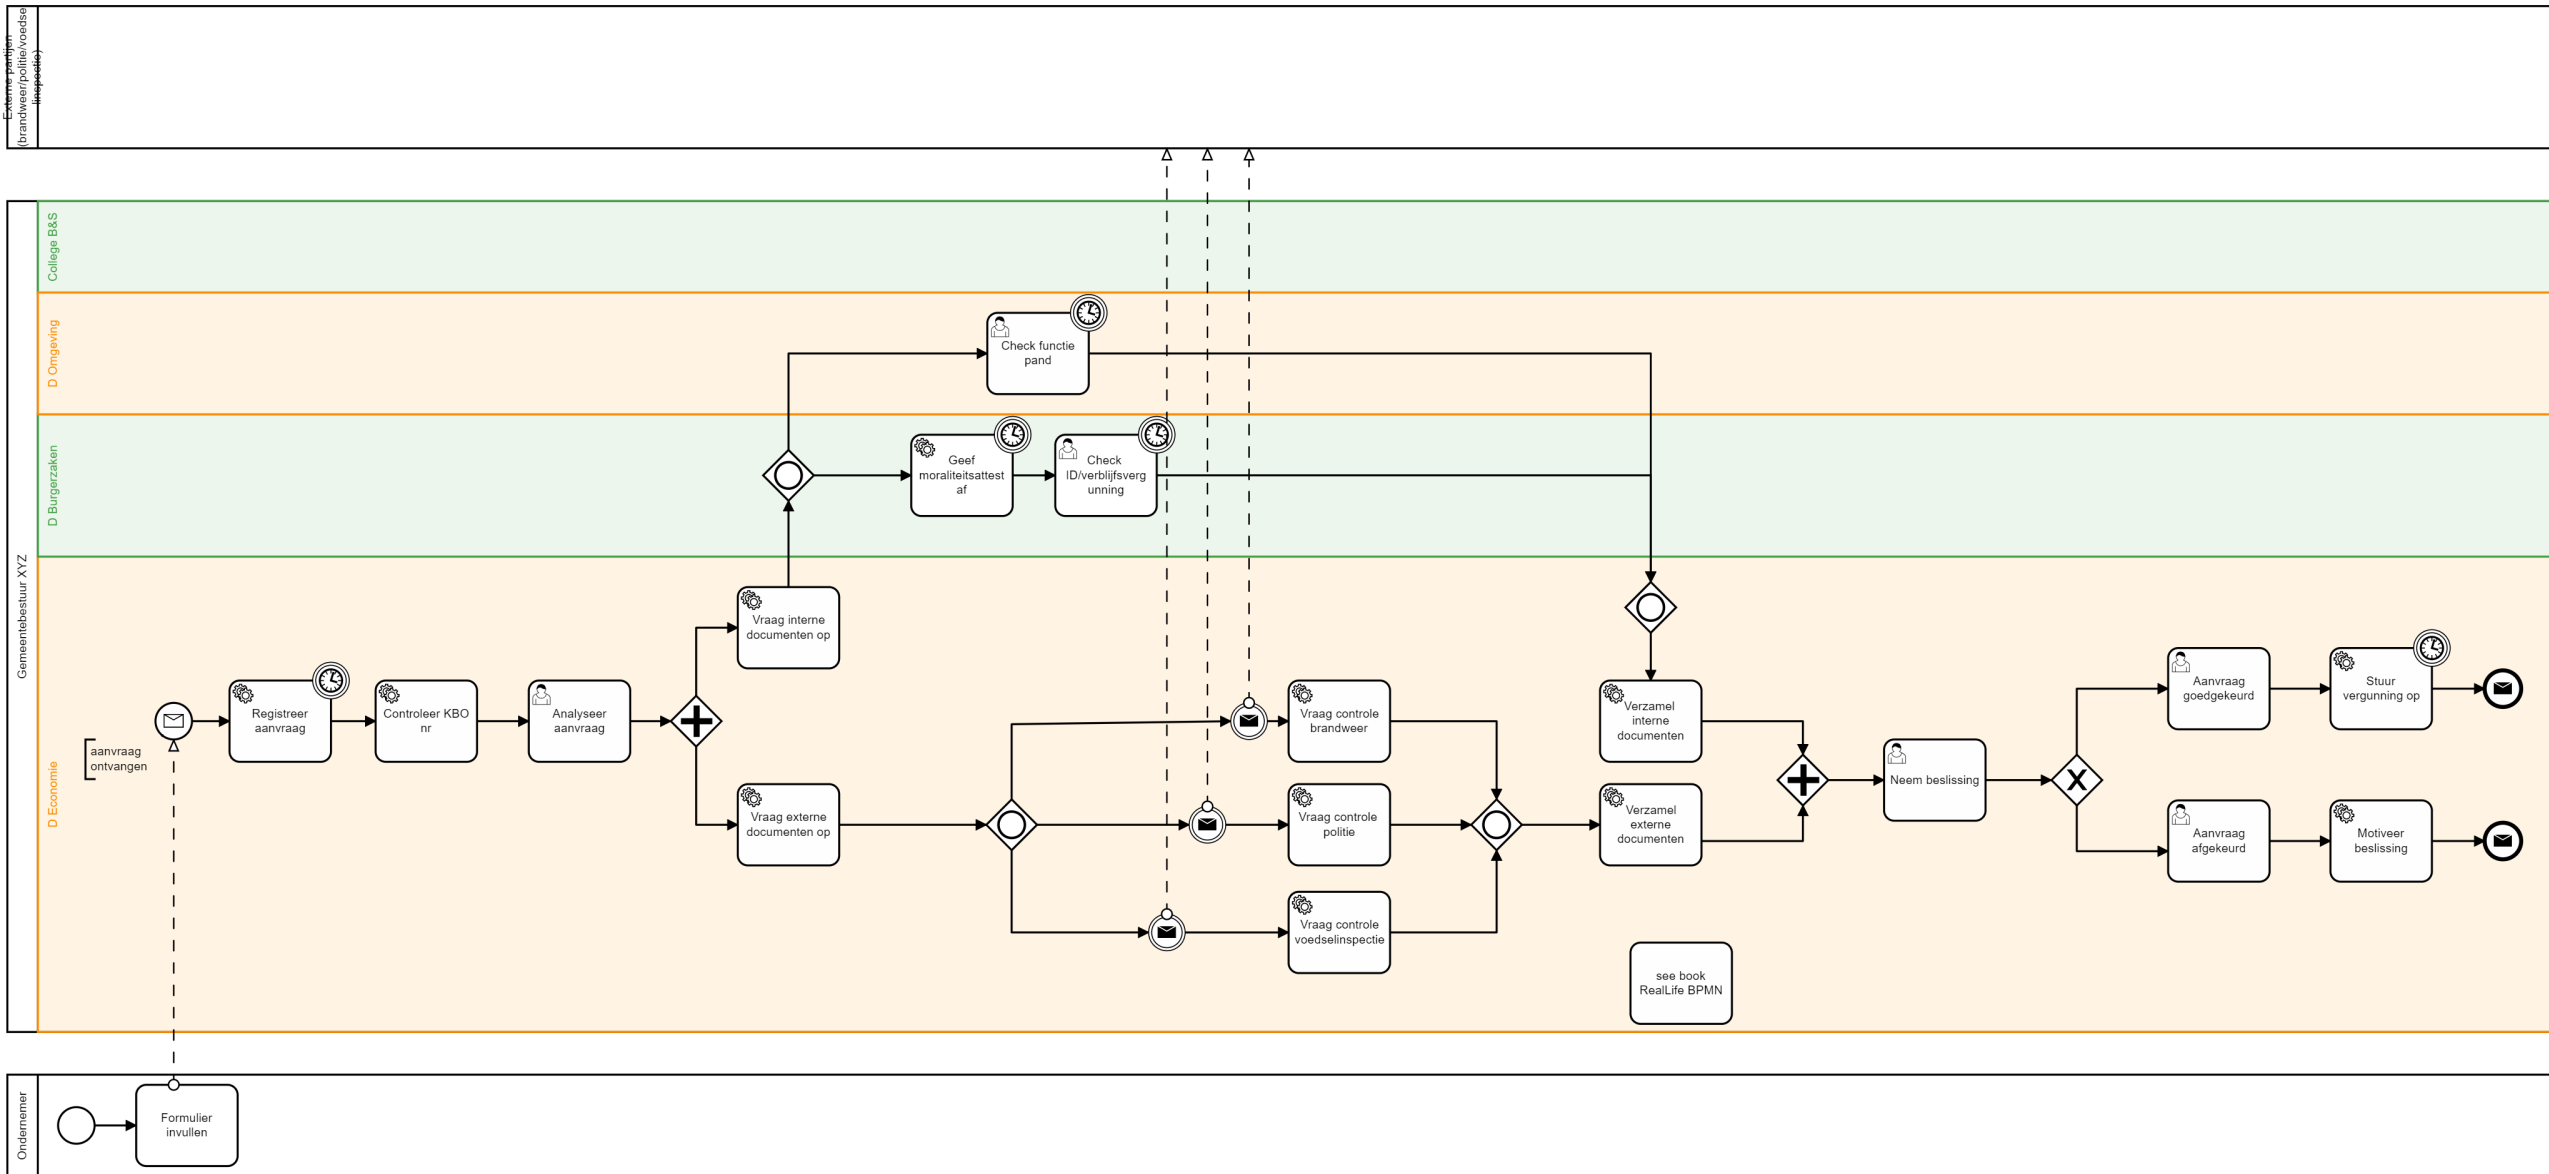 Externe partijen
(brandweer/politie/voedse
linspectie)
Gemeentebestuur XYZ
College B&S
D Omgeving
Check functie
pand
D Burgerzaken
Geef
moraliteitsattest
af
Check
ID/verblijfsverg
unning
D Economie
aanvraag
ontvangen
Registreer
aanvraag
Controleer KBO
nr
Analyseer
aanvraag
Vraag interne
documenten op
Vraag externe
documenten op
Vraag controle
brandweer
Vraag controle
politie
Vraag controle
voedselinspectie
Verzamel
interne
documenten
Verzamel
externe
documenten
see book
RealLife BPMN
Neem beslissing
Aanvraag
goedgekeurd
Stuur
vergunning op
Aanvraag
afgekeurd
Motiveer
beslissing
Ondernemer
Formulier
invullen